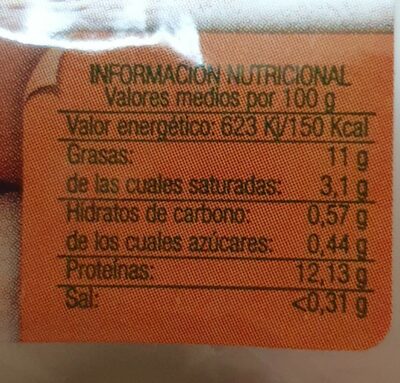 INFORMACIÓN NUTRICIONAL
Valores medios por 100 g
Valor energético: 623 Kj/150 Kcal
Grasas: 11 g
de las cuales saturadas: 3,1 g
Hidratos de carbono: 0,57 g
de los cuales azúcares: 0,44 g
Proteínas: 12,13 g
Sal: <0,31 g